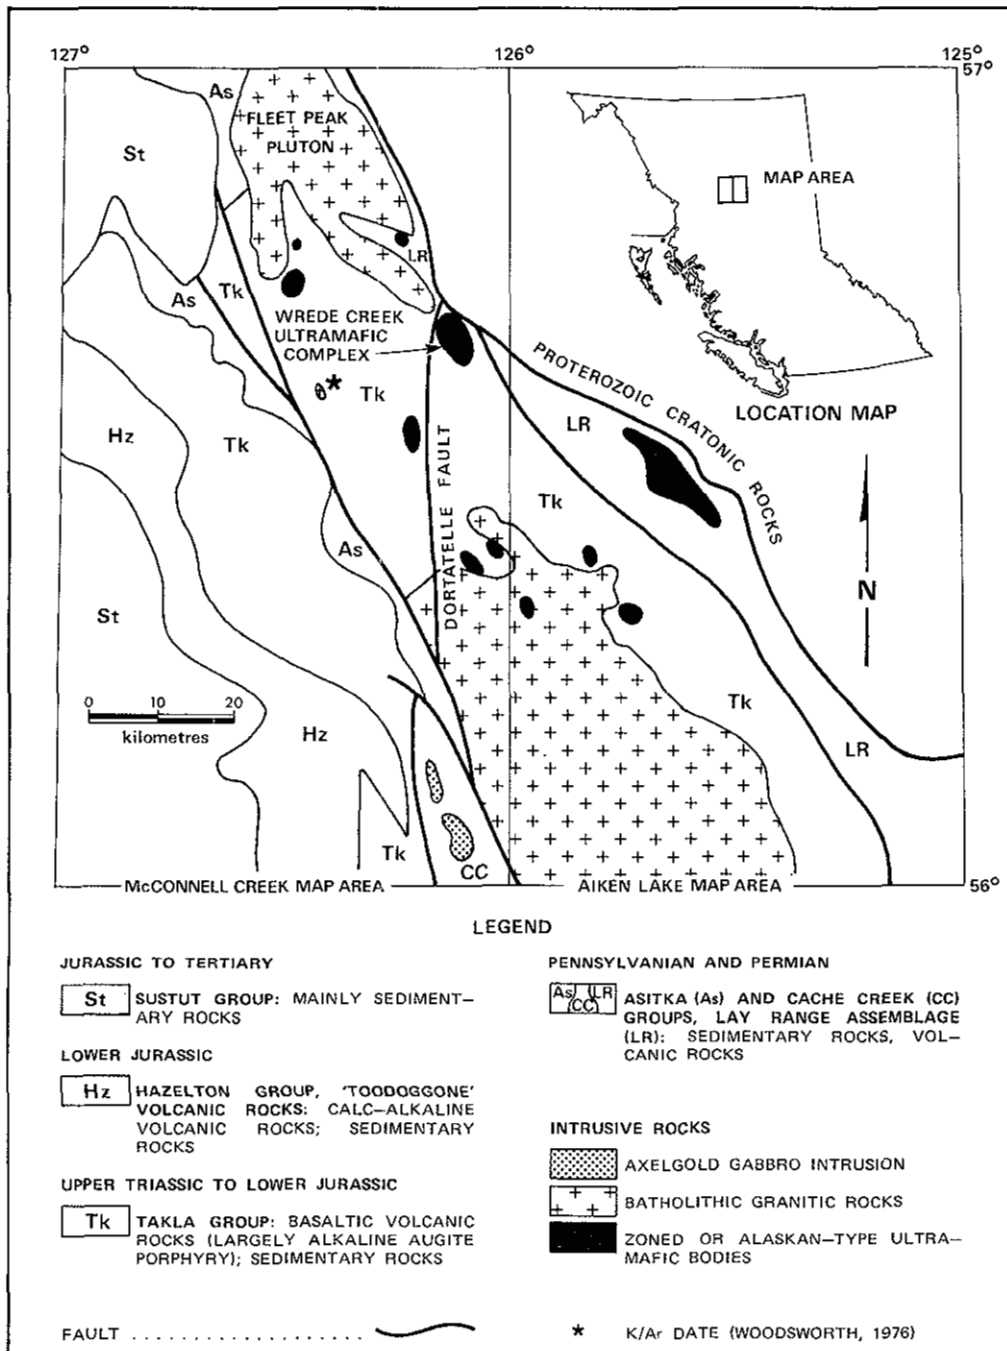 127°
126°
125°
57°
As
FLEET PEAK
PLUTON
St
MAP AREA
LR
As
Tk
WREDE CREEK
ULTRAMAFIC
COMPLEX
*
Tk
PROTEROZOIC CRATONIC ROCKS
LOCATION MAP
LR
Hz
Tk
DORTATELLE FAULT
Tk
As
N
St
0 10 20
kilometres
Hz
Tk
LR
Tk
CC
McCONNELL CREEK MAP AREA
AIKEN LAKE MAP AREA
56°
LEGEND
JURASSIC TO TERTIARY
St SUSTUT GROUP: MAINLY SEDIMENT–
ARY ROCKS
LOWER JURASSIC
Hz HAZELTON GROUP, 'TOODOGGONE'
VOLCANIC ROCKS: CALC–ALKALINE
VOLCANIC ROCKS; SEDIMENTARY
ROCKS
UPPER TRIASSIC TO LOWER JURASSIC
Tk TAKLA GROUP: BASALTIC VOLCANIC
ROCKS (LARGELY ALKALINE AUGITE
PORPHYRY); SEDIMENTARY ROCKS
FAULT . . . . . . . . . . . . . . . . . . .
PENNSYLVANIAN AND PERMIAN
As CC LR ASITKA (As) AND CACHE CREEK (CC)
GROUPS, LAY RANGE ASSEMBLAGE
(LR): SEDIMENTARY ROCKS, VOL–
CANIC ROCKS
INTRUSIVE ROCKS
AXELGOLD GABBRO INTRUSION
BATHOLITHIC GRANITIC ROCKS
ZONED OR ALASKAN–TYPE ULTRA–
MAFIC BODIES
* K/Ar DATE (WOODSWORTH, 1976)